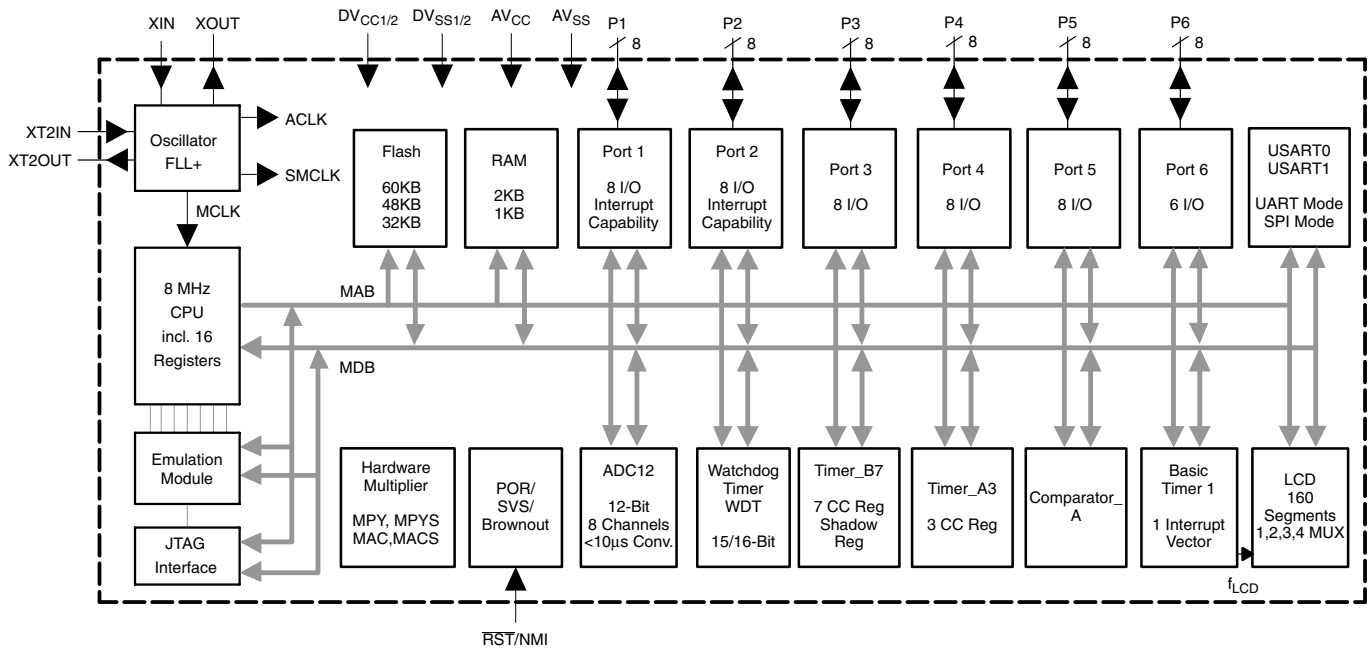 XIN XOUT DVCC1/2 DVSS1/2 AVCC AVSS P1 P2 P3 P4 P5 P6
8 8 8 8 8 8
XT2IN
XT2OUT
Oscillator
FLL+
ACLK
SMCLK
MCLK
Flash
60KB
48KB
32KB
RAM
2KB
1KB
Port 1
8 I/O
Interrupt
Capability
Port 2
8 I/O
Interrupt
Capability
Port 3
8 I/O
Port 4
8 I/O
Port 5
8 I/O
Port 6
6 I/O
USART0
USART1
UART Mode
SPI Mode
8 MHz
CPU
incl. 16
Registers
MAB
MDB
Emulation
Module
JTAG
Interface
Hardware
Multiplier
MPY, MPYS
MAC,MACS
POR/
SVS/
Brownout
ADC12
12-Bit
8 Channels
<10μs Conv.
Watchdog
Timer
WDT
15/16-Bit
Timer_B7
7 CC Reg
Shadow
Reg
Timer_A3
3 CC Reg
Comparator_
A
Basic
Timer 1
1 Interrupt
Vector
LCD
160
Segments
1,2,3,4 MUX
fLCD
RST/NMI